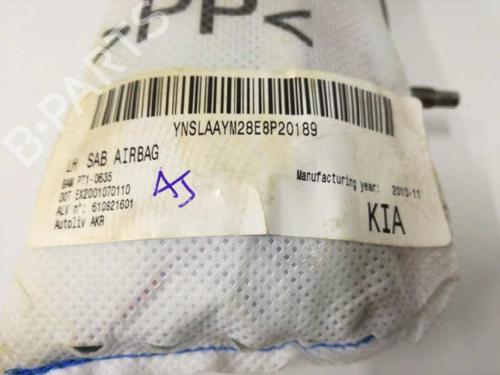 >PP<
YNSLAAYM28E8P20189
LH SAB AIRBAG
BAM PT1-0635
DOT EX2001070110
ALV nº: 610921601
Autoliv AKR
AJ
Manufacturing year: 2010-11
KIA
B-PARTS